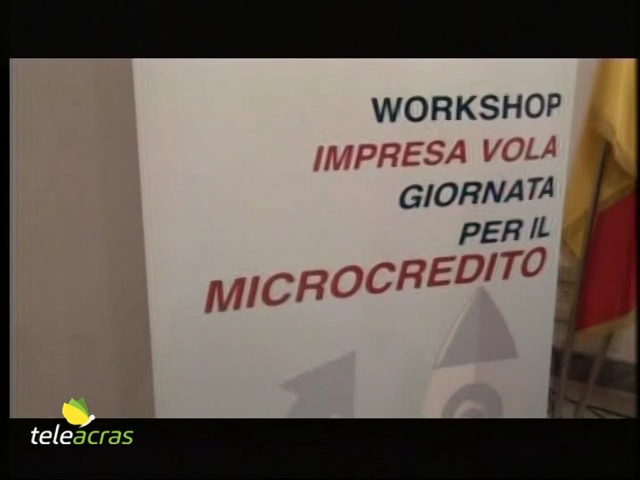 WORKSHOP
IMPRESA VOLA
GIORNATA
PER IL
MICROCREDITO
teleacras